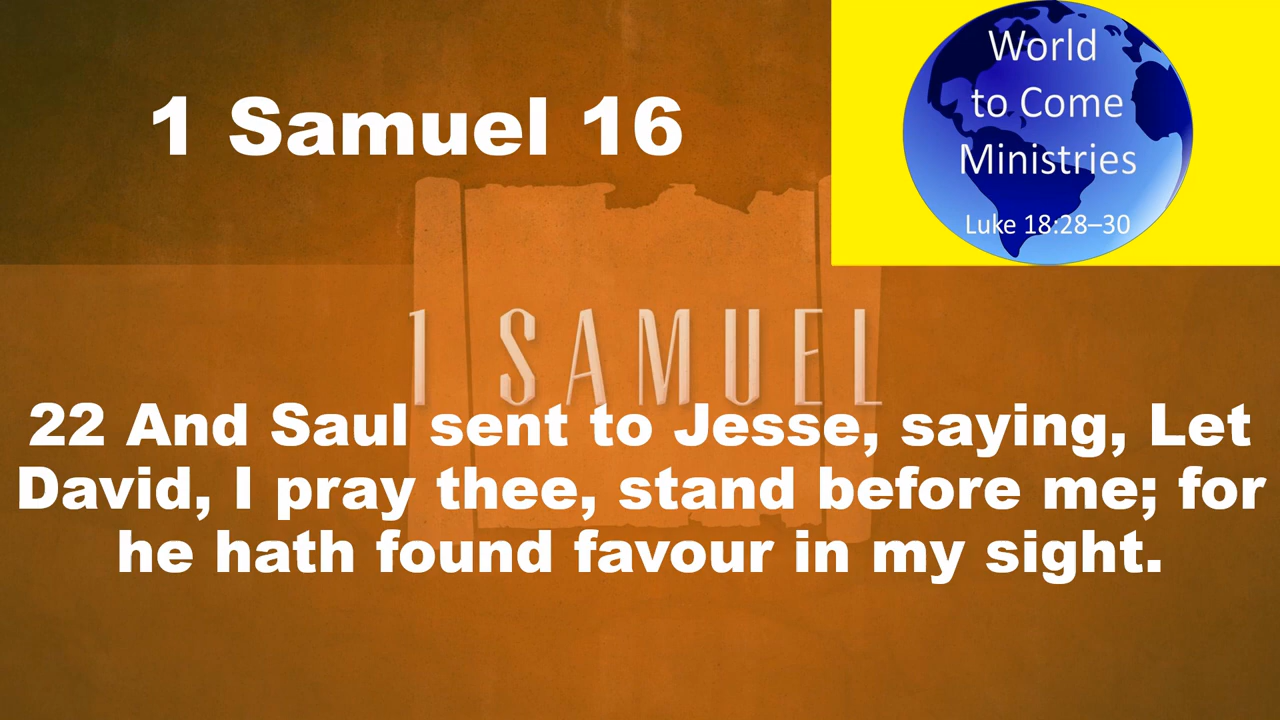 1 Samuel 16
World
to Come
Ministries
Luke 18:28–30
1 SAMUEL
22 And Saul sent to Jesse, saying, Let
David, I pray thee, stand before me; for
he hath found favour in my sight.